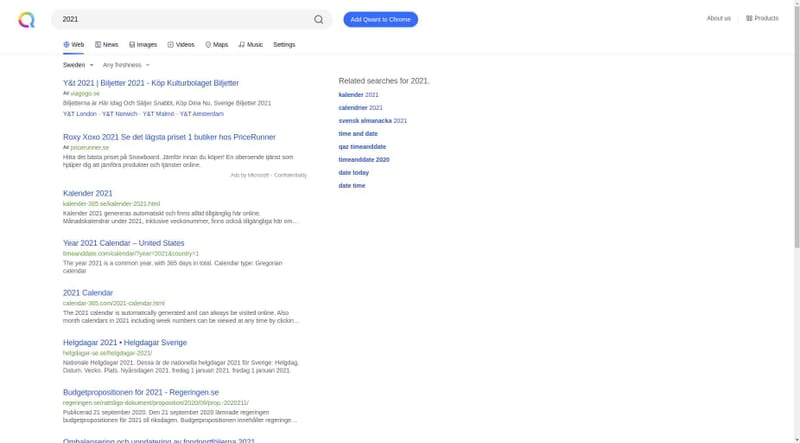 2021
Add Qwant to Chrome
About us
Products
Web
News
Images
Videos
Maps
Music
Settings
Sweden
Any freshness
Y&t 2021 | Biljetter 2021 - Köp Kulturbolaget Biljetter
Ad viagogo.se
Biljetterna är Här Idag Och Säljer Snabbt, Köp Dina Nu, Sverige Biljetter 2021
Y&T London · Y&T Norwich · Y&T Malmö · Y&T Amsterdam
Roxy Xoxo 2021 Se det lägsta priset 1 butiker hos PriceRunner
Ad pricerunner.se
Hitta det bästa priset på Snowboard. Jämför innan du köper! En oberoende tjänst som
hjälper dig att jämföra produkter och tjänster online.
Ads by Microsoft - Confidentiality
Kalender 2021
kalender-365.se/kalender-2021.html
Kalender 2021 genereras automatiskt och finns alltid tillgänglig här online.
Månadskalendrar under 2021, inklusive veckonummer, finns också tillgängliga här om…
Year 2021 Calendar – United States
timeanddate.com/calendar/?year=2021&country=1
The year 2021 is a common year, with 365 days in total. Calendar type: Gregorian
calendar
2021 Calendar
calendar-365.com/2021-calendar.html
The 2021 calendar is automatically generated and can always be visited online. Also
month calendars in 2021 including week numbers can be viewed at any time by clickin…
Helgdagar 2021 • Helgdagar Sverige
helgdagar-se.se/helgdagar-2021/
Nationale Helgdagar 2021. Dessa är de nationella helgdagar 2021 för Sverige: Helgdag.
Datum. Vecko. Plats. Nyårsdagen 2021. fredag 1 januari 2021. fredag 1 januari 2021.
Budgetpropositionen för 2021 - Regeringen.se
regeringen.se/rattsliga-dokument/proposition/2020/09/prop.-2020211/
Publicerad 21 september 2020. Den 21 september 2020 lämnade regeringen
budgetpropositionen för 2021 till riksdagen. Budgetpropositionen innehåller regeringe…
Ombalansering och uppdatering av fondportföljerna 2021
Related searches for 2021.
kalender 2021
calendrier 2021
svensk almanacka 2021
time and date
qaz timeanddate
timeanddate 2020
date today
date time